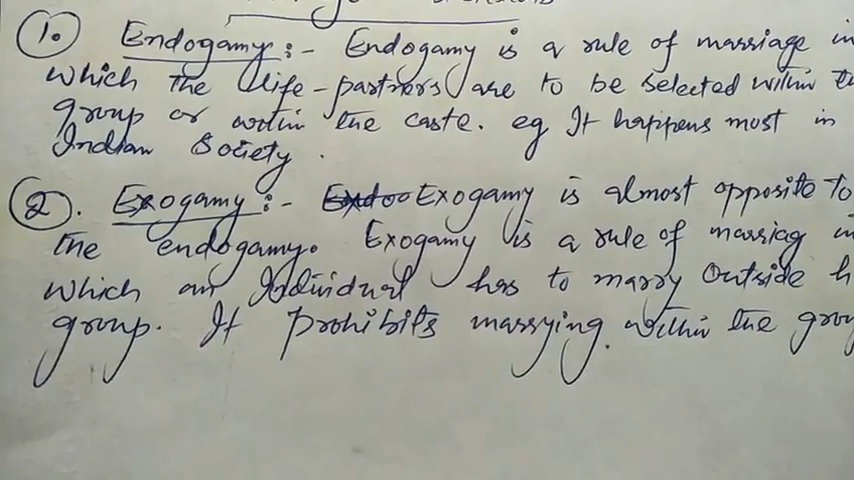 1. Endogamy :- Endogamy is a rule of marriage in
which the life-partners are to be selected within
group or within the caste. eg It happens most in
Indian Society.
2. Exogamy :- Exogamy is almost opposite to
the endogamy. Exogamy is a rule of marriag in
which an Individual has to marry Outside h
group. It prohibits marrying within the grou